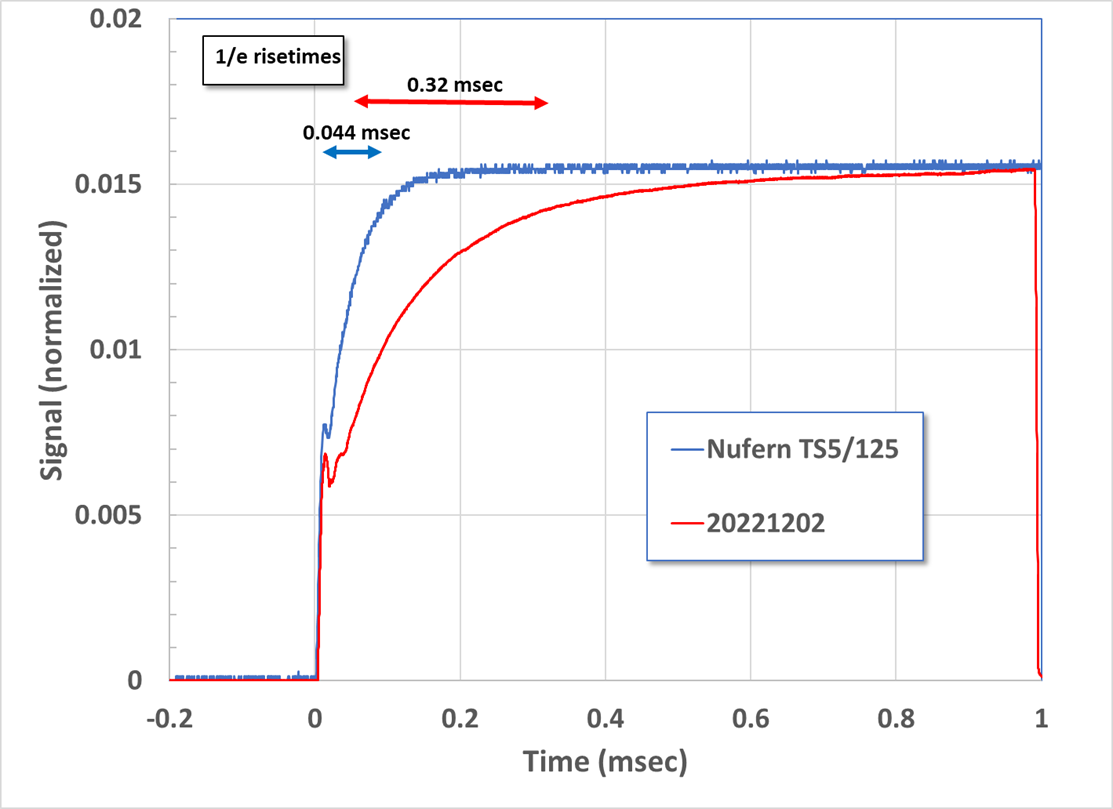 0.02
1/e risetimes
0.32 msec
0.044 msec
0.015
0.01
0.005
0
Signal (normalized)
Nufern TS5/125
20221202
-0.2 0 0.2 0.4 0.6 0.8 1
Time (msec)